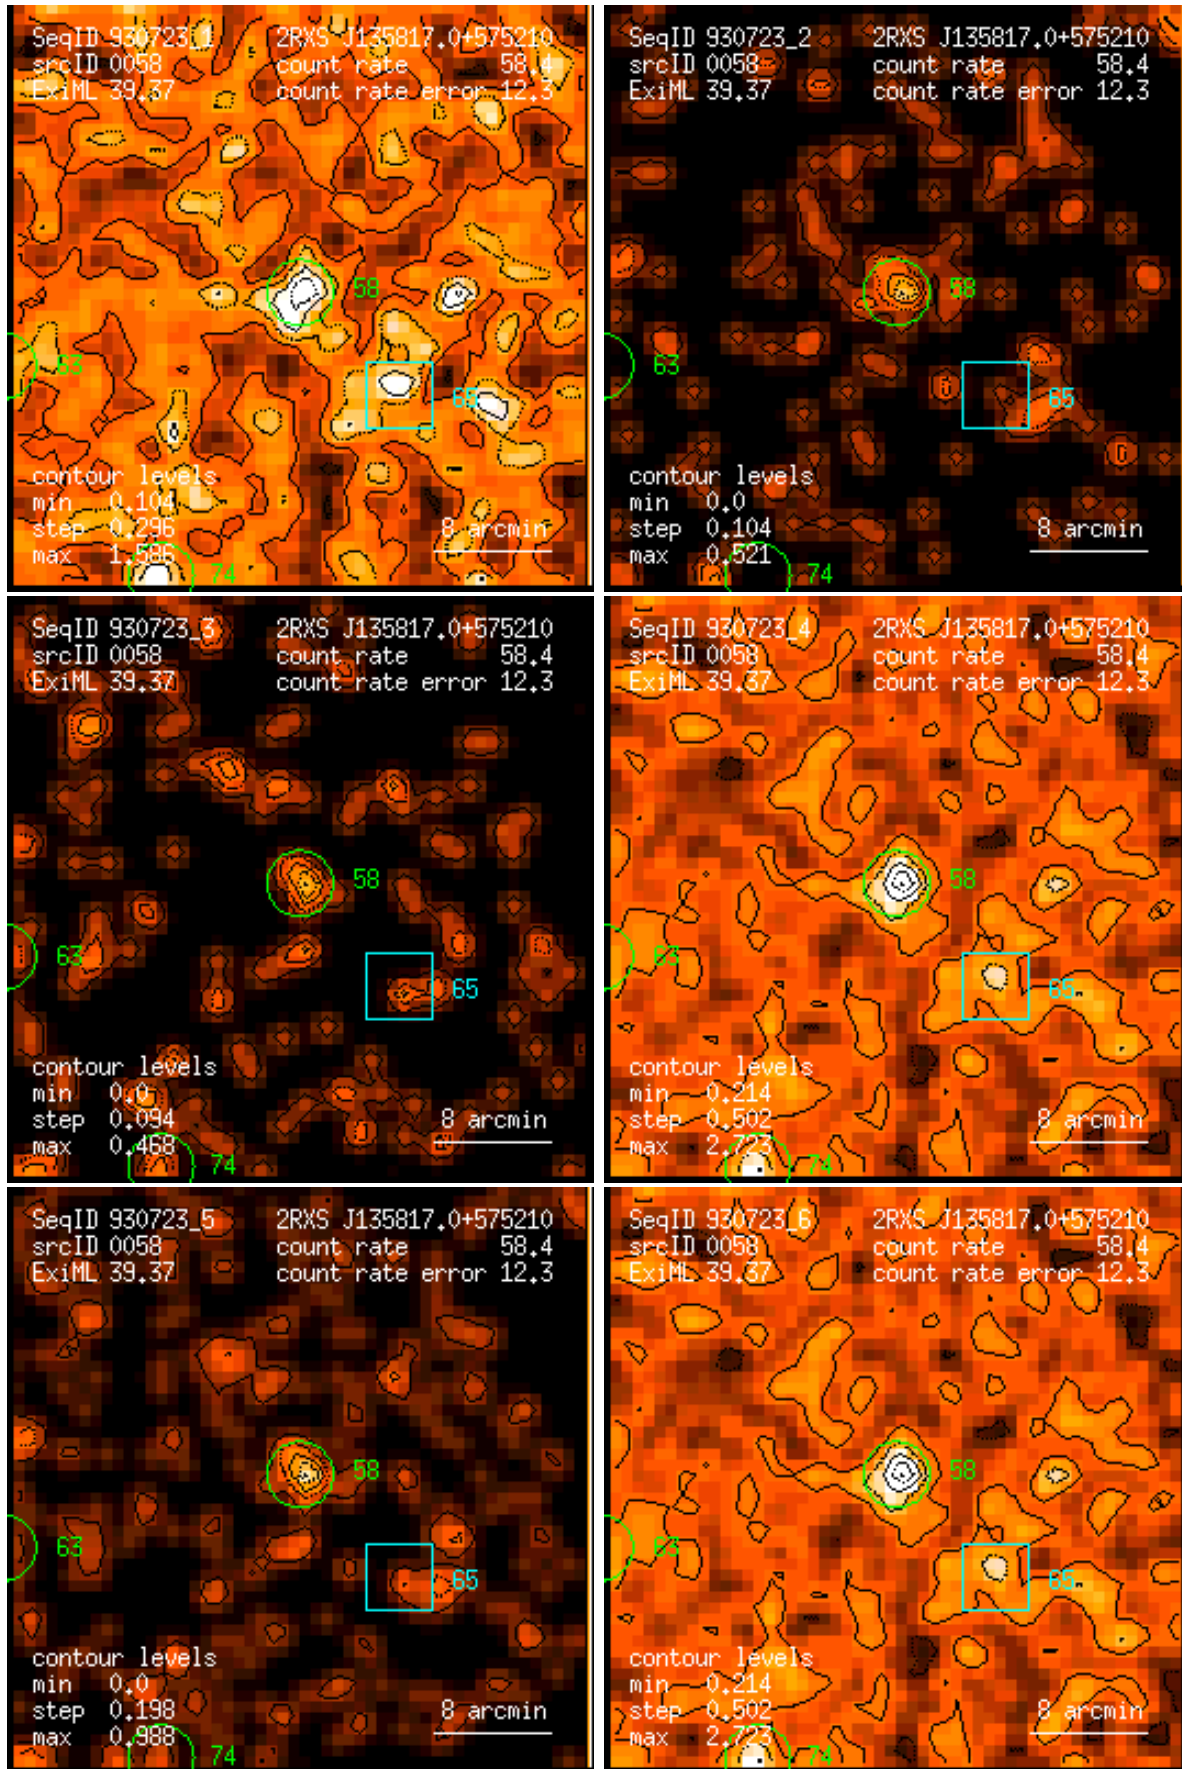 SeqID 930723_1 2RXS J135817.0+575210
srcID 0058 count rate 58.4
ExiML 39.37 count rate error 12.3
58
63
65
contour levels
min 0.104
step 0.296 8 arcmin
max 1.586
74
SeqID 930723_2 2RXS J135817.0+575210
srcID 0058 count rate 58.4
ExiML 39.37 count rate error 12.3
58
63
65
contour levels
min 0.0
step 0.104 8 arcmin
max 0.521
74
SeqID 930723_3 2RXS J135817.0+575210
srcID 0058 count rate 58.4
ExiML 39.37 count rate error 12.3
58
63
65
contour levels
min 0.0
step 0.094 8 arcmin
max 0.468
74
SeqID 930723_4 2RXS J135817.0+575210
srcID 0058 count rate 58.4
ExiML 39.37 count rate error 12.3
58
63
65
contour levels
min 0.214
step 0.502 8 arcmin
max 2.723
74
SeqID 930723_5 2RXS J135817.0+575210
srcID 0058 count rate 58.4
ExiML 39.37 count rate error 12.3
58
63
65
contour levels
min 0.0
step 0.198 8 arcmin
max 0.988
74
SeqID 930723_6 2RXS J135817.0+575210
srcID 0058 count rate 58.4
ExiML 39.37 count rate error 12.3
58
63
65
contour levels
min 0.214
step 0.502 8 arcmin
max 2.723
74